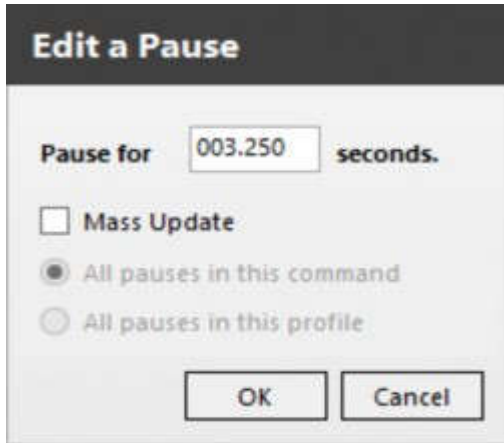 Edit a Pause
Pause for 003.250 seconds.
Mass Update
All pauses in this command
All pauses in this profile
OK Cancel